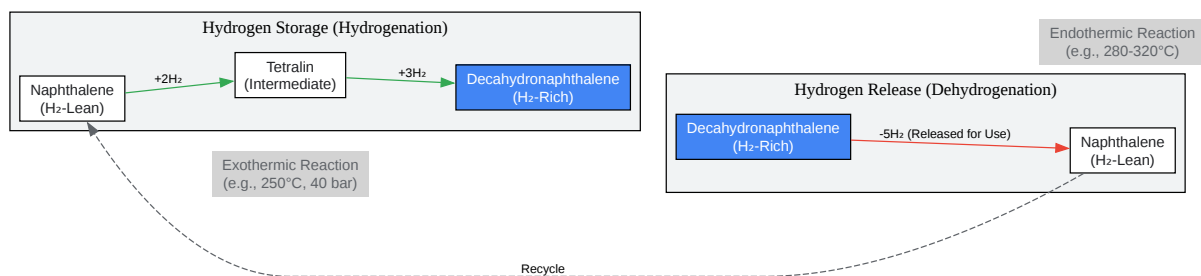 Hydrogen Storage (Hydrogenation)
Naphthalene
(H₂-Lean)
+2H₂
Tetralin
(Intermediate)
+3H₂
Decahydronaphthalene
(H₂-Rich)
Exothermic Reaction
(e.g., 250°C, 40 bar)
Endothermic Reaction
(e.g., 280-320°C)
Hydrogen Release (Dehydrogenation)
Decahydronaphthalene
(H₂-Rich)
-5H₂ (Released for Use)
Naphthalene
(H₂-Lean)
Recycle